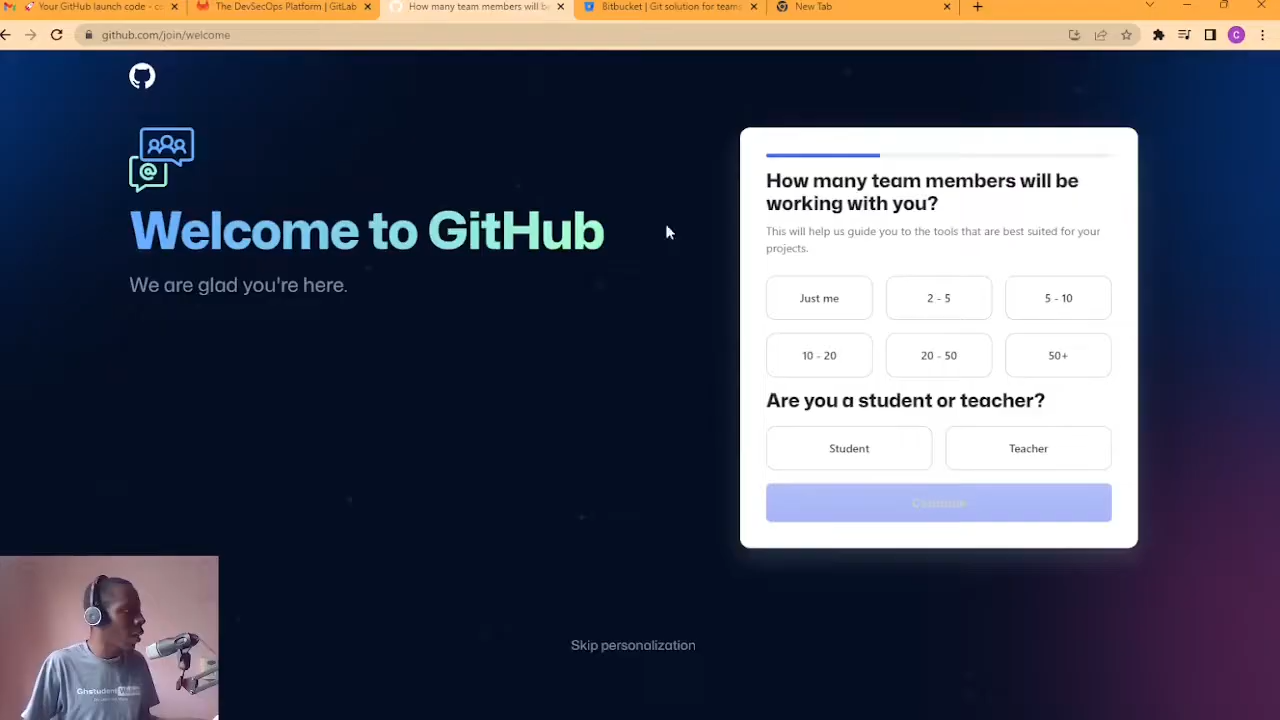 Your GitHub launch code - c
The DevSecOps Platform | GitLab
How many team members will be
Bitbucket | Git solution for teams
New Tab
github.com/join/welcome
C
@
Welcome to GitHub
We are glad you're here.
How many team members will be
working with you?
This will help us guide you to the tools that are best suited for your
projects.
Just me
2 - 5
5 - 10
10 - 20
20 - 50
50+
Are you a student or teacher?
Student
Teacher
Continue
Skip personalization